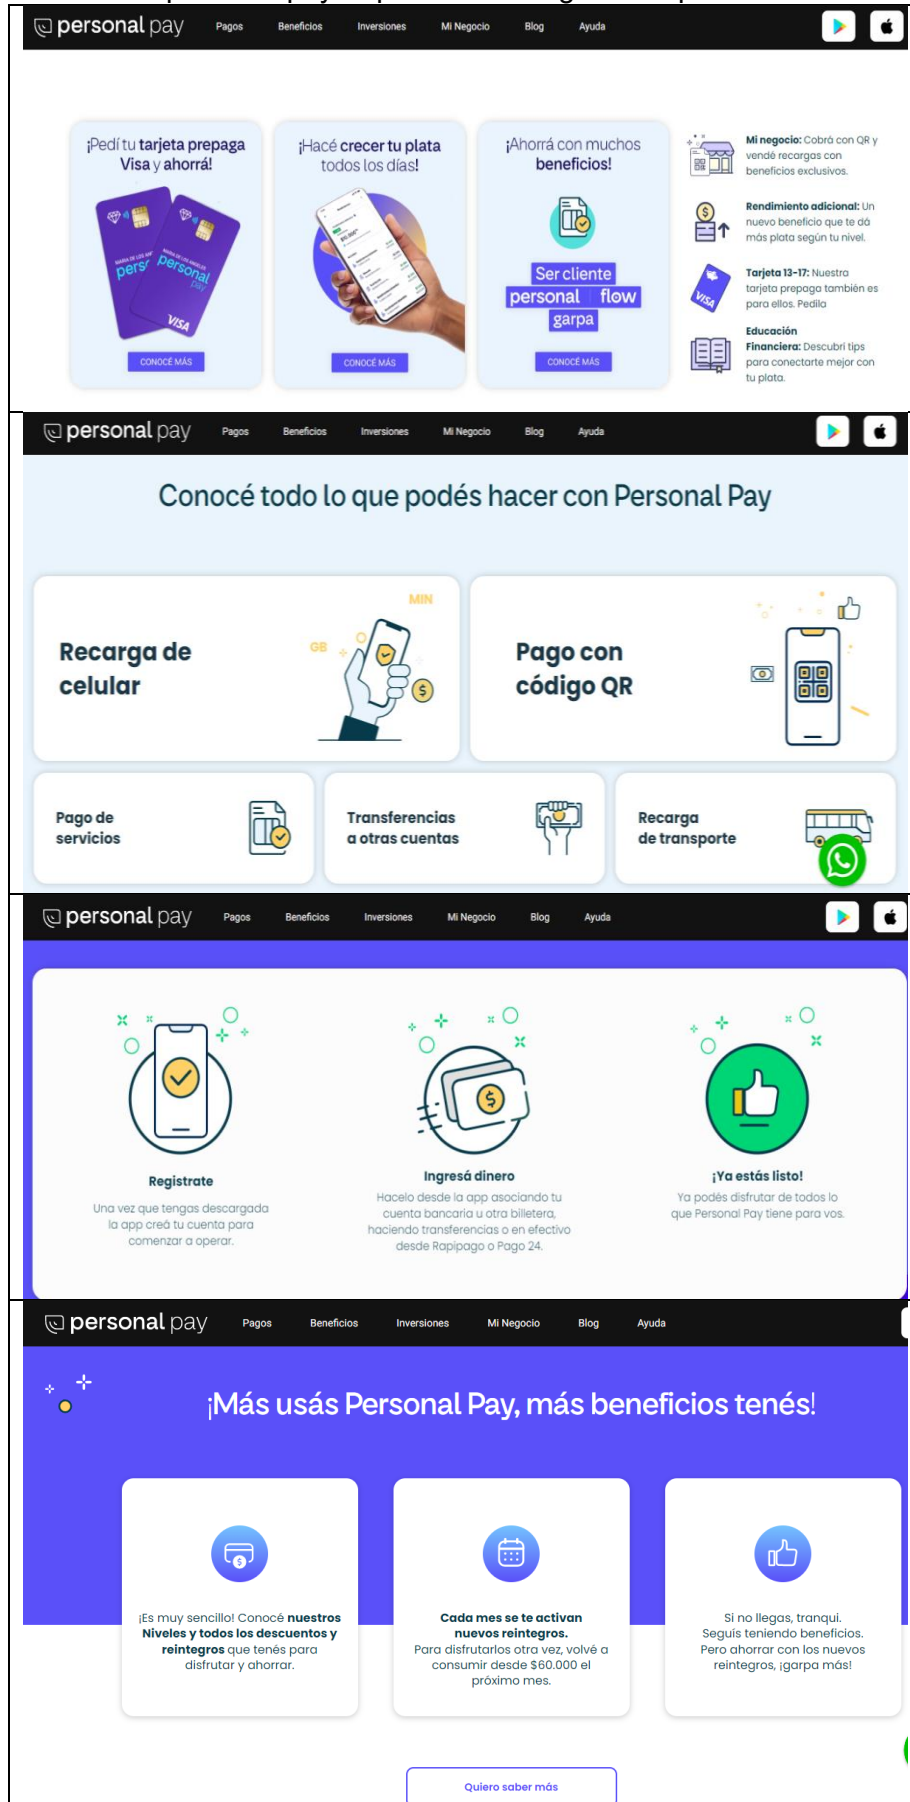 personal pay
Pagos
Beneficios
Inversiones
Mi Negocio
Blog
Ayuda
¡Pedí tu tarjeta prepaga
Visa y ahorrá!
personal
pay
VISA
CONOCÉ MÁS
¡Hacé crecer tu plata
todos los días!
CONOCÉ MÁS
¡Ahorrá con muchos
beneficios!
Ser cliente
personal flow
garpa
CONOCÉ MÁS
Mi negocio: Cobrá con QR y
vendé recargas con
beneficios exclusivos.
Rendimiento adicional: Un
nuevo beneficio que te dá
más plata según tu nivel.
VISA
Tarjeta 13-17: Nuestra
tarjeta prepaga también es
para ellos. Pedila
Educación
Financiera: Descubrí tips
para conectarte mejor con
tu plata.
personal pay
Pagos
Beneficios
Inversiones
Mi Negocio
Blog
Ayuda
Conocé todo lo que podés hacer con Personal Pay
Recarga de
celular
MIN
GB
Pago con
código QR
Pago de
servicios
Transferencias
a otras cuentas
Recarga
de transporte
personal pay
Pagos
Beneficios
Inversiones
Mi Negocio
Blog
Ayuda
Registrate
Una vez que tengas descargada
la app creá tu cuenta para
comenzar a operar.
Ingresá dinero
Hacelo desde la app asociando tu
cuenta bancaria u otra billetera,
haciendo transferencias o en efectivo
desde Rapipago o Pago 24.
¡Ya estás listo!
Ya podés disfrutar de todos lo
que Personal Pay tiene para vos.
personal pay
Pagos
Beneficios
Inversiones
Mi Negocio
Blog
Ayuda
¡Más usás Personal Pay, más beneficios tenés!
¡Es muy sencillo! Conocé nuestros
Niveles y todos los descuentos y
reintegros que tenés para
disfrutar y ahorrar.
Cada mes se te activan
nuevos reintegros.
Para disfrutarlos otra vez, volvé a
consumir desde $60.000 el
próximo mes.
Si no llegas, tranqui.
Seguís teniendo beneficios.
Pero ahorrar con los nuevos
reintegros, ¡garpa más!
Quiero saber más